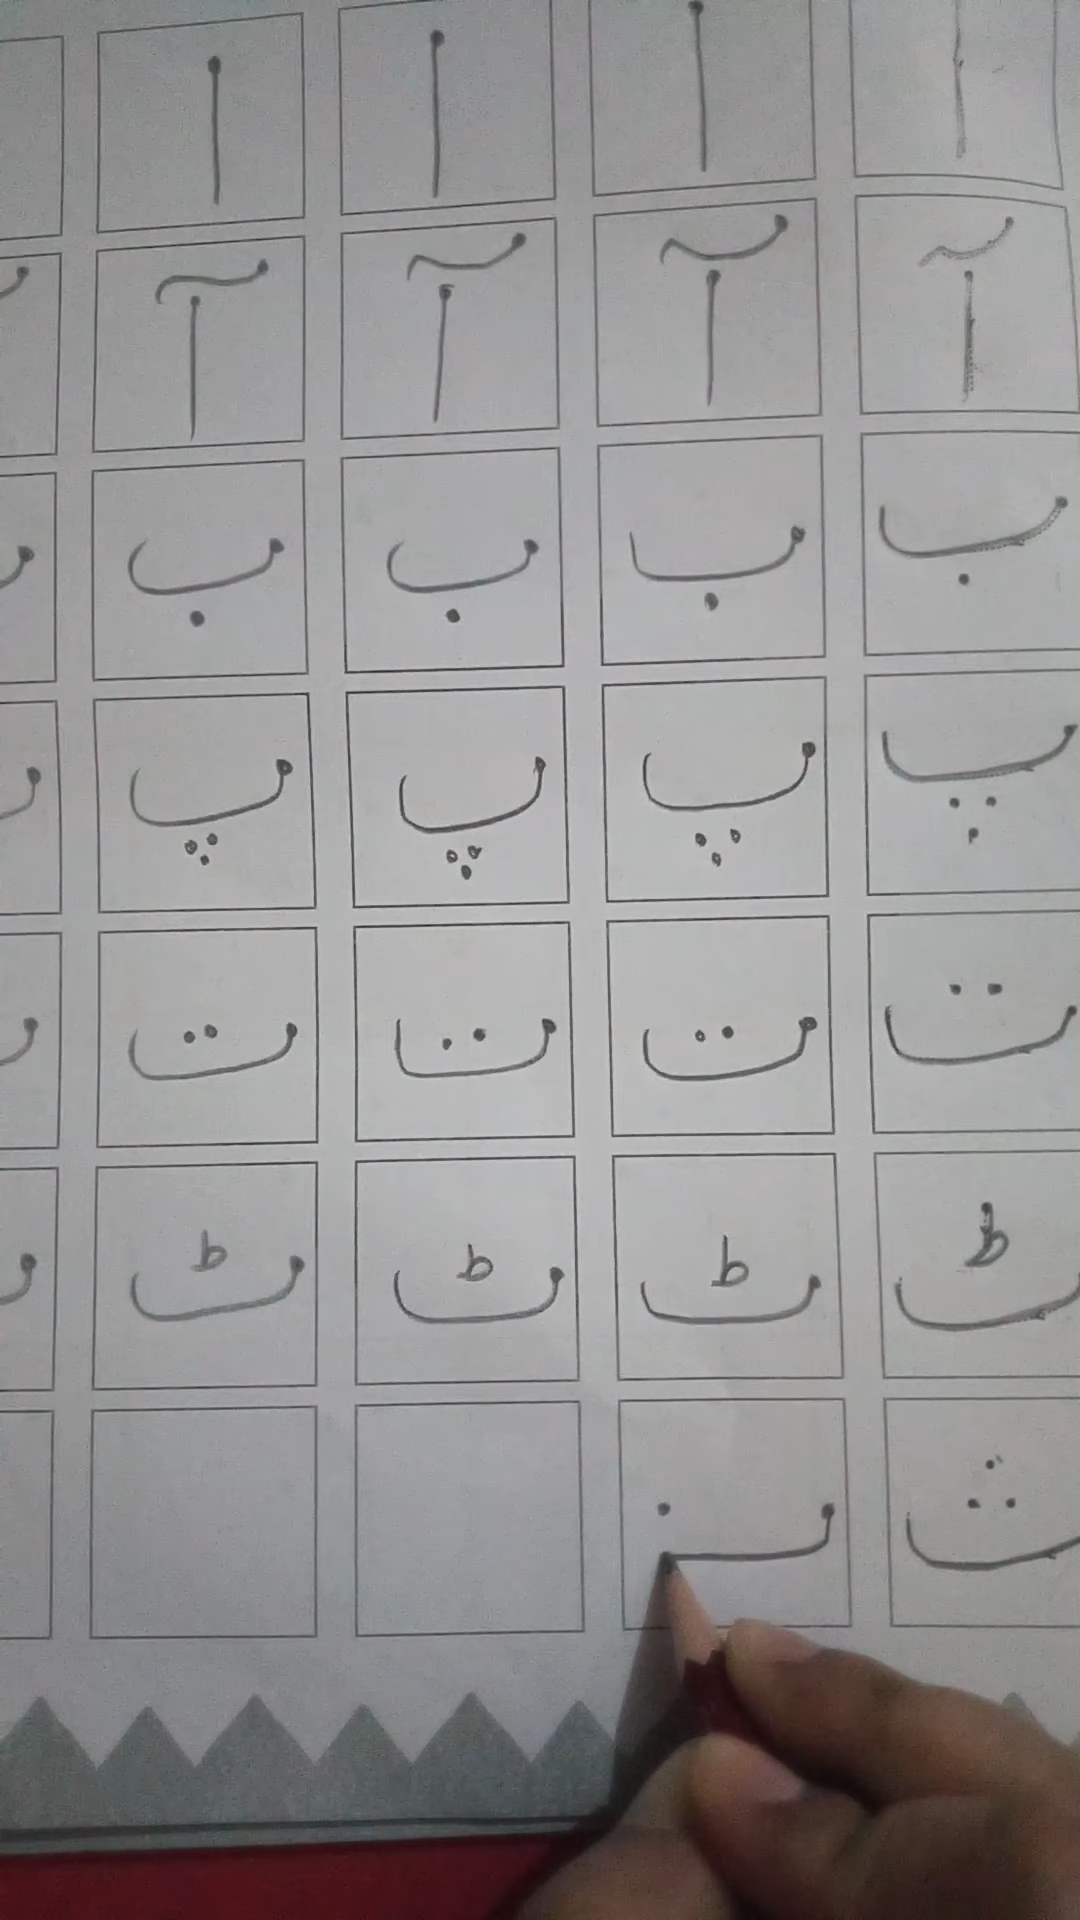 ا ا ا ا
آ آ آ آ
ب ب ب ب
پ پ پ پ
ت ت ت ت
ٹ ٹ ٹ ٹ
ث